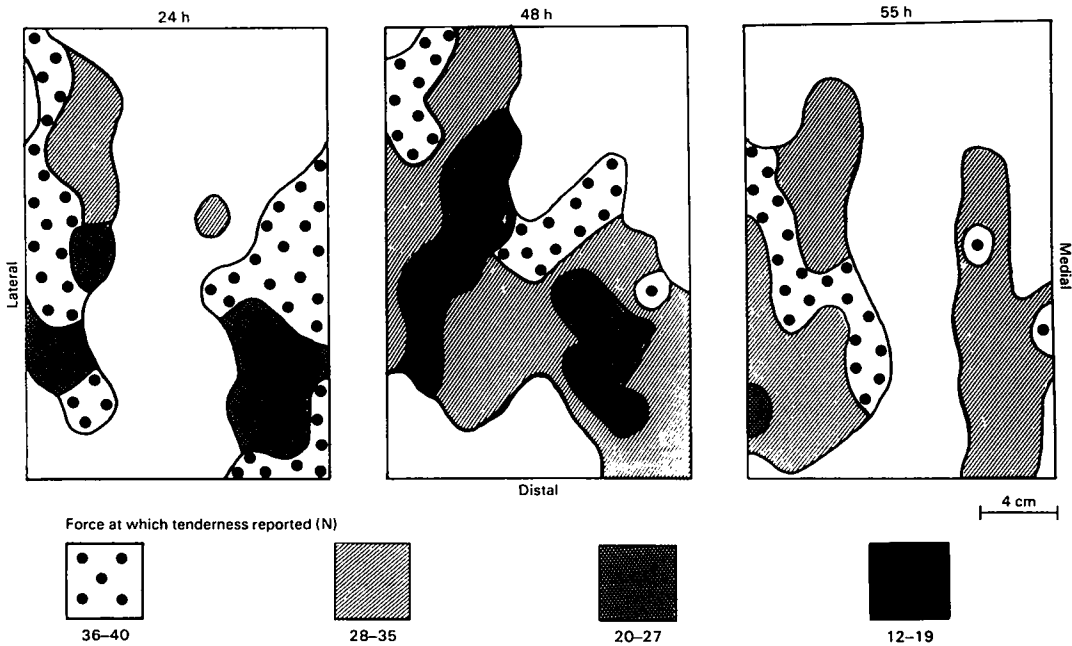 24 h
48 h
55 h
Lateral
Medial
Distal
4 cm
Force at which tenderness reported (N)
36–40
28–35
20–27
12–19